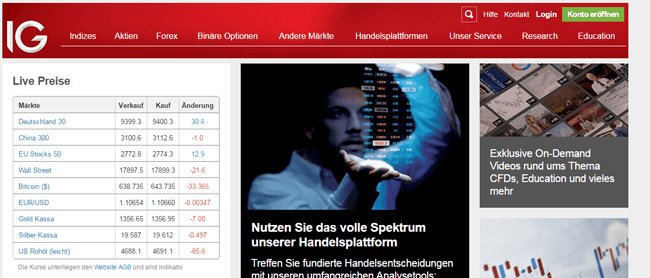 IG
Hilfe Kontakt Login Konto eröffnen
Indizes Aktien Forex Binäre Optionen Andere Märkte Handelsplattformen Unser Service Research Education
Live Preise
Märkte Verkauf Kauf Änderung
Deutschland 30 9399.3 9400.3 30.8
China 300 3100.6 3112.6 -1.0
EU Stocks 50 2772.8 2774.3 12.9
Wall Street 17897.5 17899.3 -21.6
Bitcoin ($) 638.735 643.735 -33.365
EUR/USD 1.10654 1.10660 -0.00347
Gold Kassa 1356.65 1356.95 -7.00
Silber Kassa 19.587 19.612 -0.497
US Rohöl (leicht) 4688.1 4691.1 -85.6
Die Kurse unterliegen den Website AGB und sind indikativ.
Nutzen Sie das volle Spektrum
unserer Handelsplattform
Treffen Sie fundierte Handelsentscheidungen
mit unseren umfangreichen Analysetools:
Exklusive On-Demand
Videos rund ums Thema
CFDs, Education und vieles
mehr